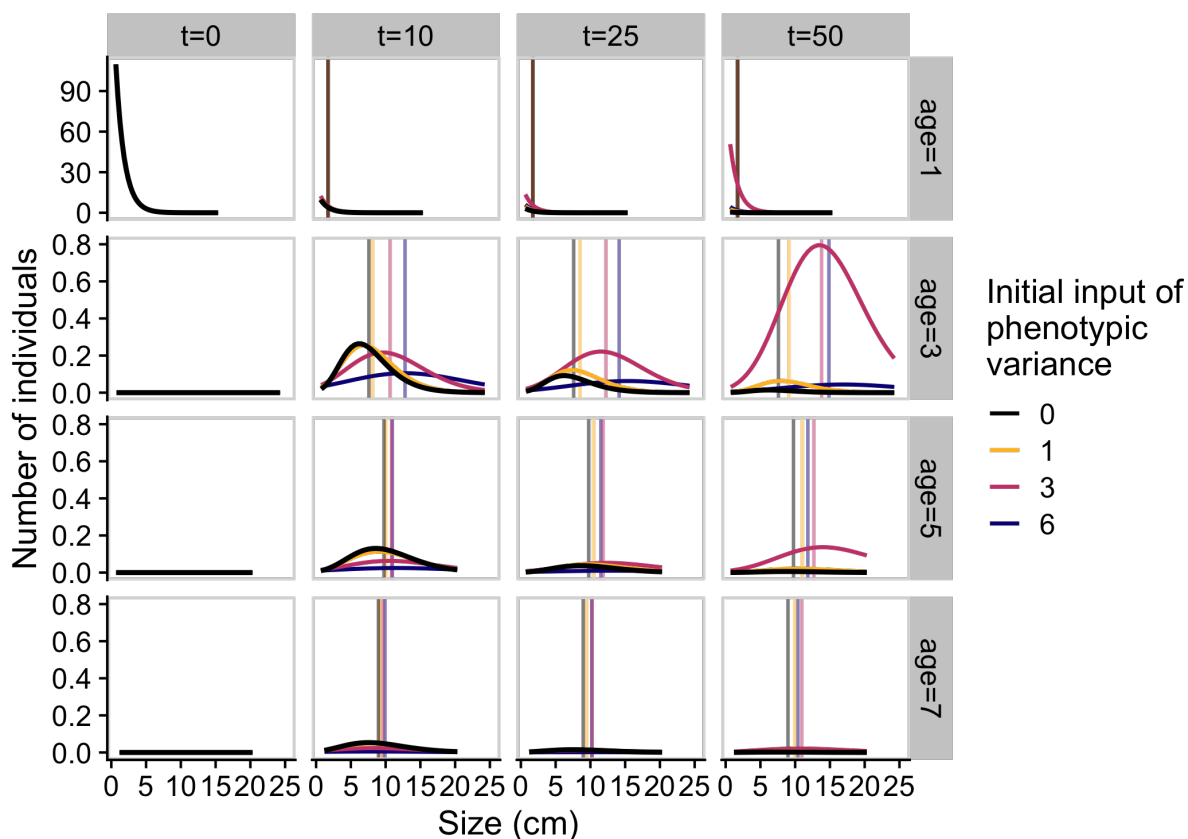 t=0 t=10 t=25 t=50
90
60
30
0
age=1
0.8
0.6
0.4
0.2
0.0
age=3
0.8
0.6
0.4
0.2
0.0
age=5
0.8
0.6
0.4
0.2
0.0
age=7
0 5 10 15 20 25 0 5 10 15 20 25 0 5 10 15 20 25 0 5 10 15 20 25
Size (cm)
Number of individuals
Initial input of
phenotypic
variance
0
1
3
6